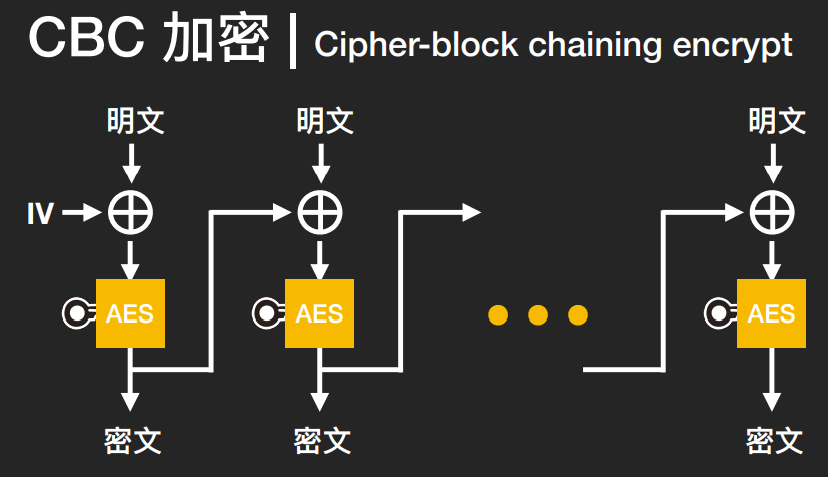 CBC 加密 | Cipher-block chaining encrypt
明文 明文 明文
IV
AES AES AES
密文 密文 密文